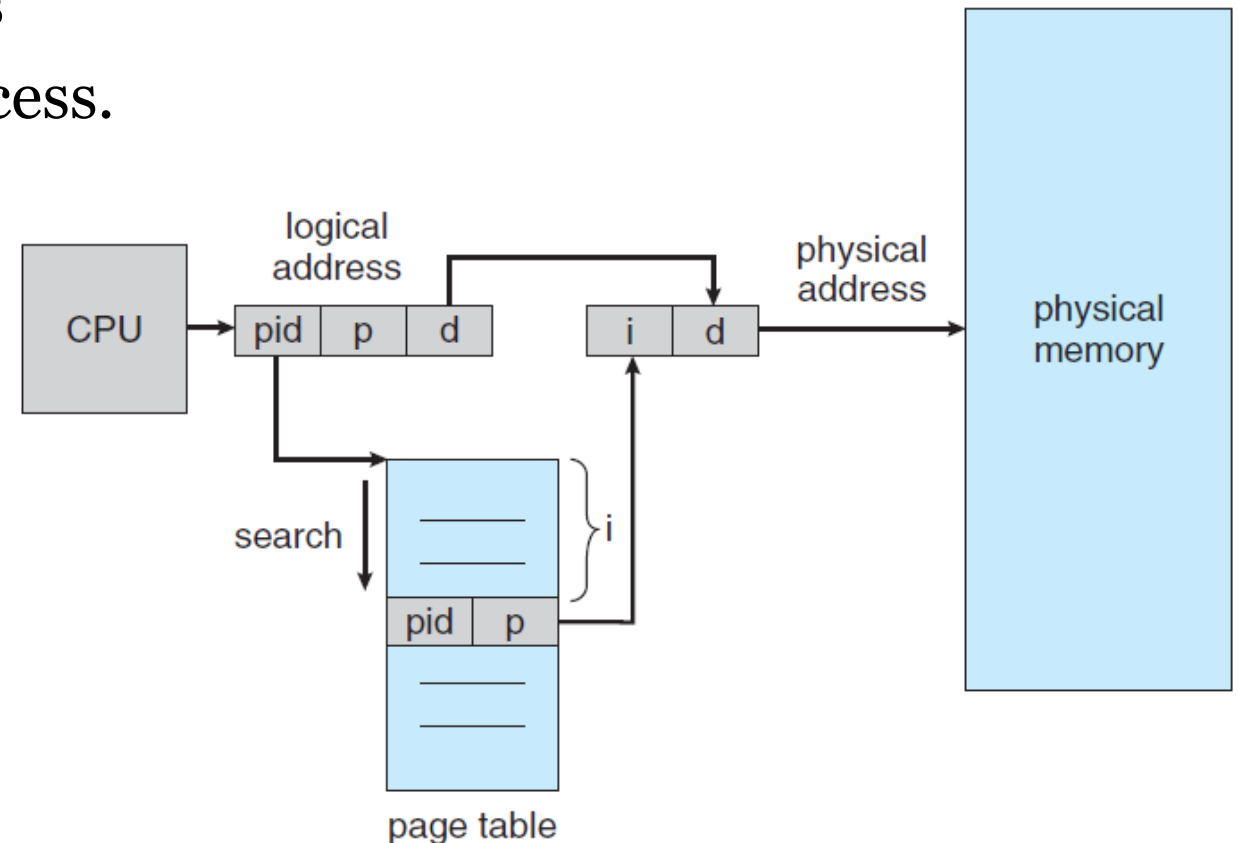 cess.
logical
address
physical
address
CPU
pid p d
i d
physical
memory
search
i
pid p
page table